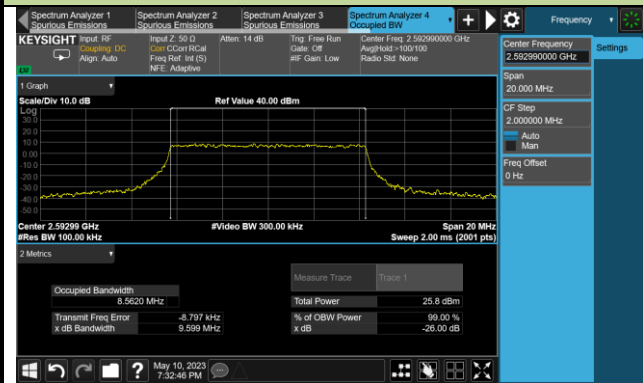 Spectrum Analyzer 1
Spurious Emissions
Spectrum Analyzer 2
Spurious Emissions
Spectrum Analyzer 3
Spurious Emissions
Spectrum Analyzer 4
Occupied BW
Frequency
KEYSIGHT
Input: RF
Coupling: DC
Align: Auto
Input Z: 50 Ω
Corr CCorr RCal
Freq Ref: Int (S)
NFE: Adaptive
Atten: 14 dB
Trig: Free Run
Gate: Off
#IF Gain: Low
Center Freq: 2.592990000 GHz
Avg|Hold:>100/100
Radio Std: None
Center Frequency
2.592990000 GHz
Settings
Span
20.000 MHz
CF Step
2.000000 MHz
Auto
Man
Freq Offset
0 Hz
1 Graph
Scale/Div 10.0 dB
Ref Value 40.00 dBm
Log
30.0
20.0
10.0
0.00
-10.0
-20.0
-30.0
-40.0
-50.0
Center 2.59299 GHz
#Video BW 300.00 kHz
Span 20 MHz
#Res BW 100.00 kHz
Sweep 2.00 ms (2001 pts)
2 Metrics
Measure Trace
Trace 1
Occupied Bandwidth
8.5620 MHz
Total Power
25.8 dBm
Transmit Freq Error
-8.797 kHz
% of OBW Power
99.00 %
x dB Bandwidth
9.599 MHz
x dB
-26.00 dB
May 10, 2023
7:32:46 PM